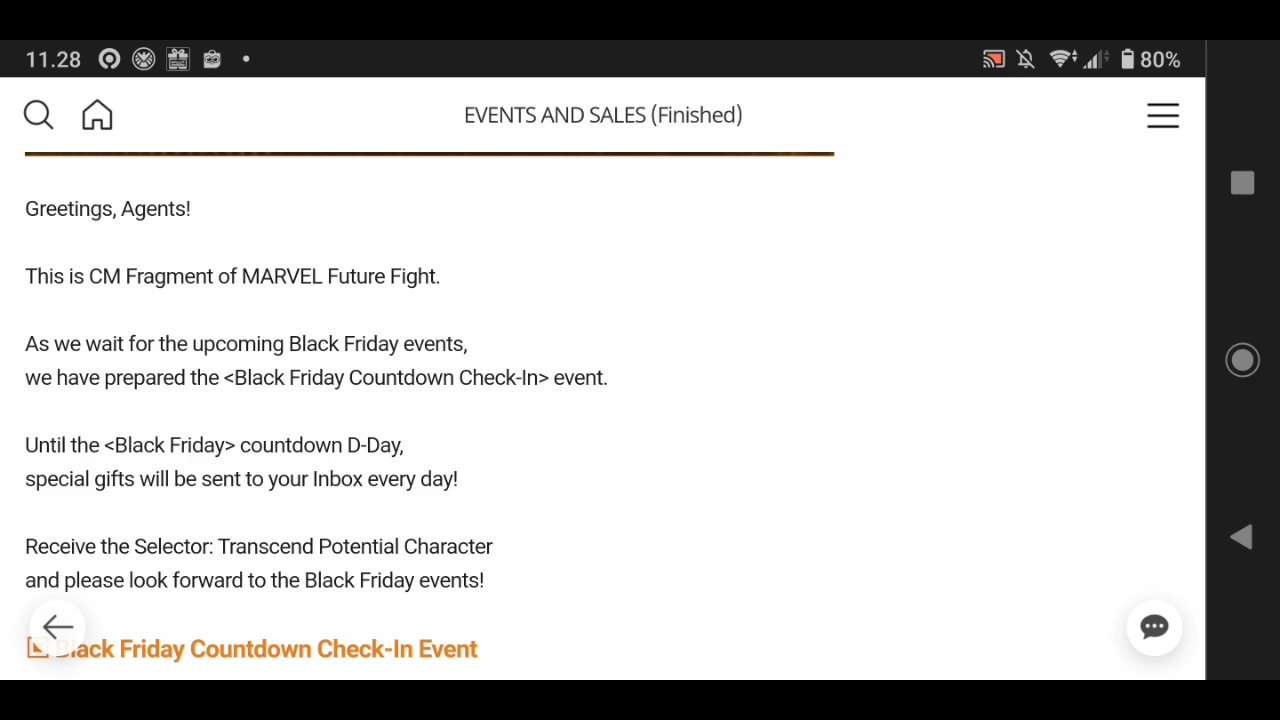 11.28
80%
EVENTS AND SALES (Finished)
Greetings, Agents!
This is CM Fragment of MARVEL Future Fight.
As we wait for the upcoming Black Friday events,
we have prepared the <Black Friday Countdown Check-In> event.
Until the <Black Friday> countdown D-Day,
special gifts will be sent to your Inbox every day!
Receive the Selector: Transcend Potential Character
and please look forward to the Black Friday events!
Black Friday Countdown Check-In Event